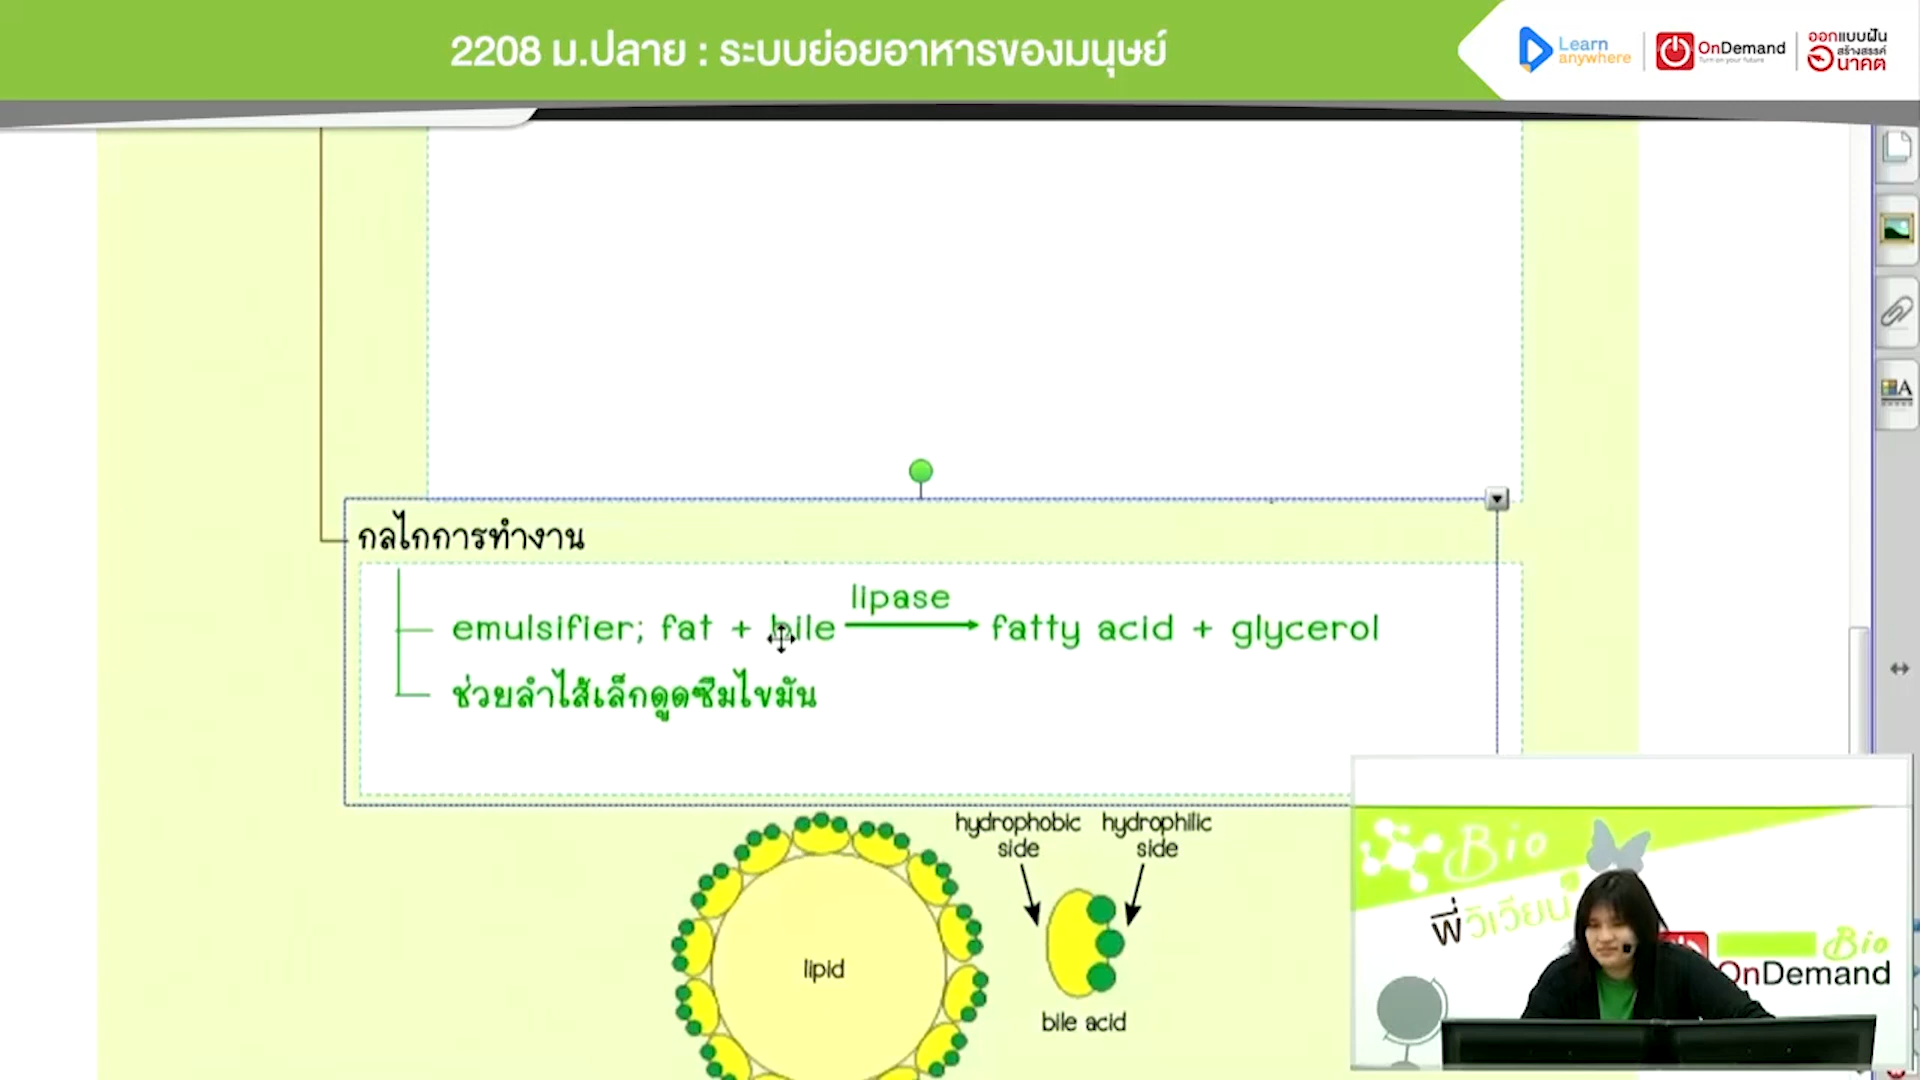 2208 ม.ปลาย : ระบบย่อยอาหารของมนุษย์
Learn
anywhere
OnDemand
Turn on your future
ออกแบบฝัน
สร้างสรรค์
อนาคต
กลไกการทำงาน
lipase
emulsifier; fat + bile → fatty acid + glycerol
ช่วยลำไส้เล็กดูดซึมไขมัน
hydrophobic side
hydrophilic side
lipid
bile acid
Bio
พี่วิเวียน
Bio
OnDemand